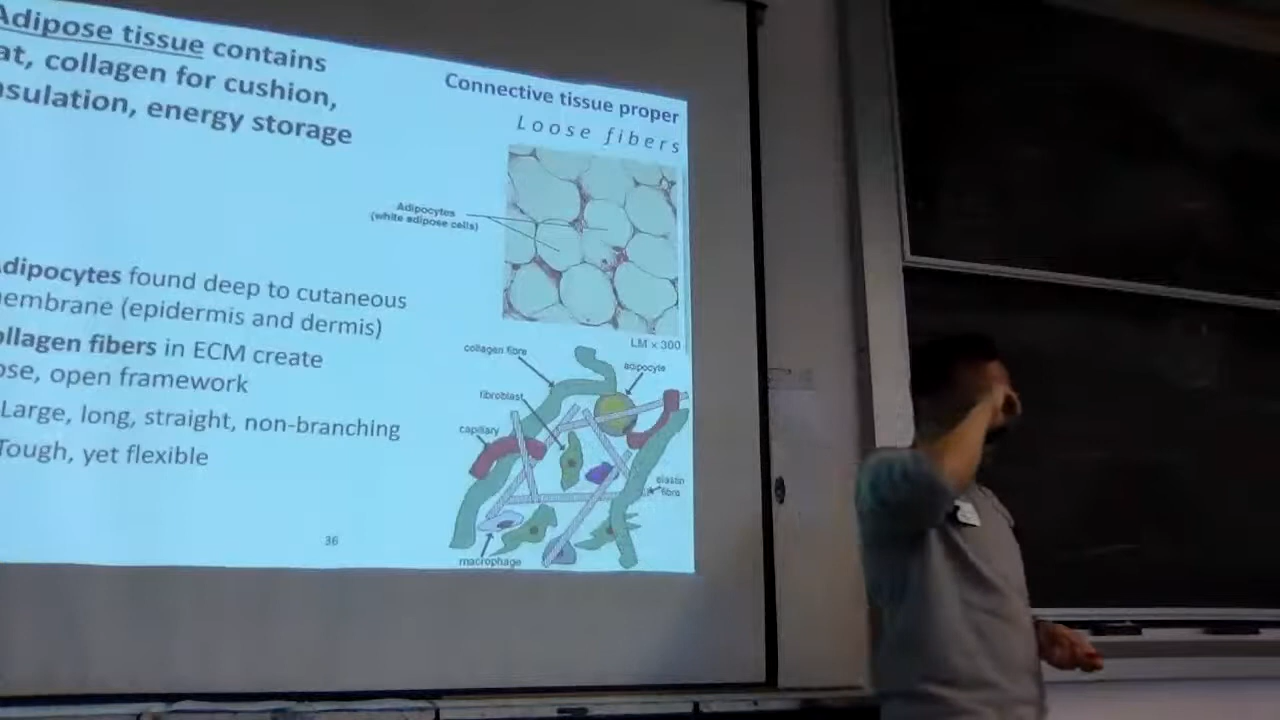 Adipose tissue contains
at, collagen for cushion,
nsulation, energy storage
Connective tissue proper
Loose fibers
Adipocytes
(white adipose cells)
LM × 300
dipocytes found deep to cutaneous
nembrane (epidermis and dermis)
ollagen fibers in ECM create
ose, open framework
Large, long, straight, non-branching
Tough, yet flexible
36
collagen fibre
adipocyte
fibroblast
capillary
elastin
fibre
macrophage